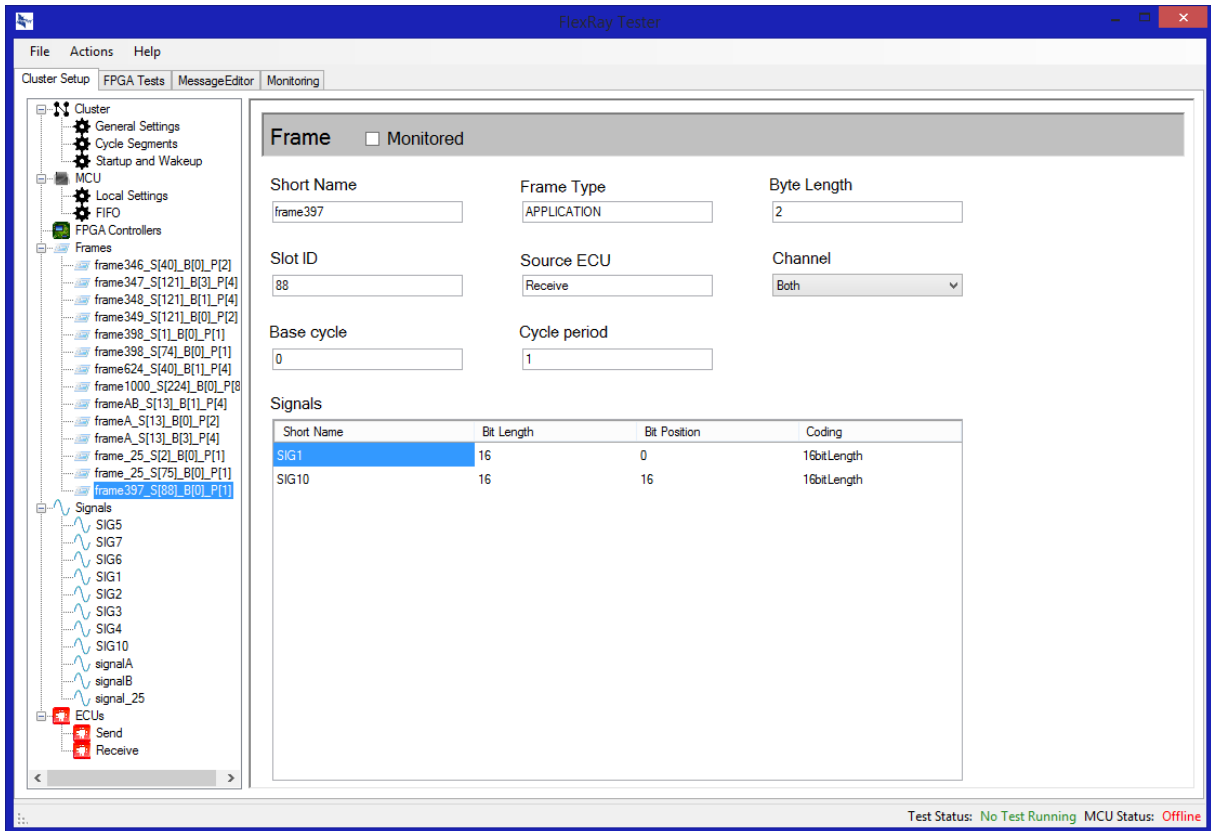 FlexRay Tester
File Actions Help
Cluster Setup FPGA Tests MessageEditor Monitoring
Cluster
General Settings
Cycle Segments
Startup and Wakeup
MCU
Local Settings
FIFO
FPGA Controllers
Frames
frame346_S[40]_B[0]_P[2]
frame347_S[121]_B[3]_P[4]
frame348_S[121]_B[1]_P[4]
frame349_S[121]_B[0]_P[2]
frame398_S[1]_B[0]_P[1]
frame398_S[74]_B[0]_P[1]
frame624_S[40]_B[1]_P[4]
frame1000_S[224]_B[0]_P[8
frameAB_S[13]_B[1]_P[4]
frameA_S[13]_B[0]_P[2]
frameA_S[13]_B[3]_P[4]
frame_25_S[2]_B[0]_P[1]
frame_25_S[75]_B[0]_P[1]
frame397_S[88]_B[0]_P[1]
Signals
SIG5
SIG7
SIG6
SIG1
SIG2
SIG3
SIG4
SIG10
signalA
signalB
signal_25
ECUs
Send
Receive
Frame Monitored
Short Name Frame Type Byte Length
frame397 APPLICATION 2
Slot ID Source ECU Channel
88 Receive Both
Base cycle Cycle period
0 1
Signals
Short Name Bit Length Bit Position Coding
SIG1 16 0 16bitLength
SIG10 16 16 16bitLength
Test Status: No Test Running MCU Status: Offline